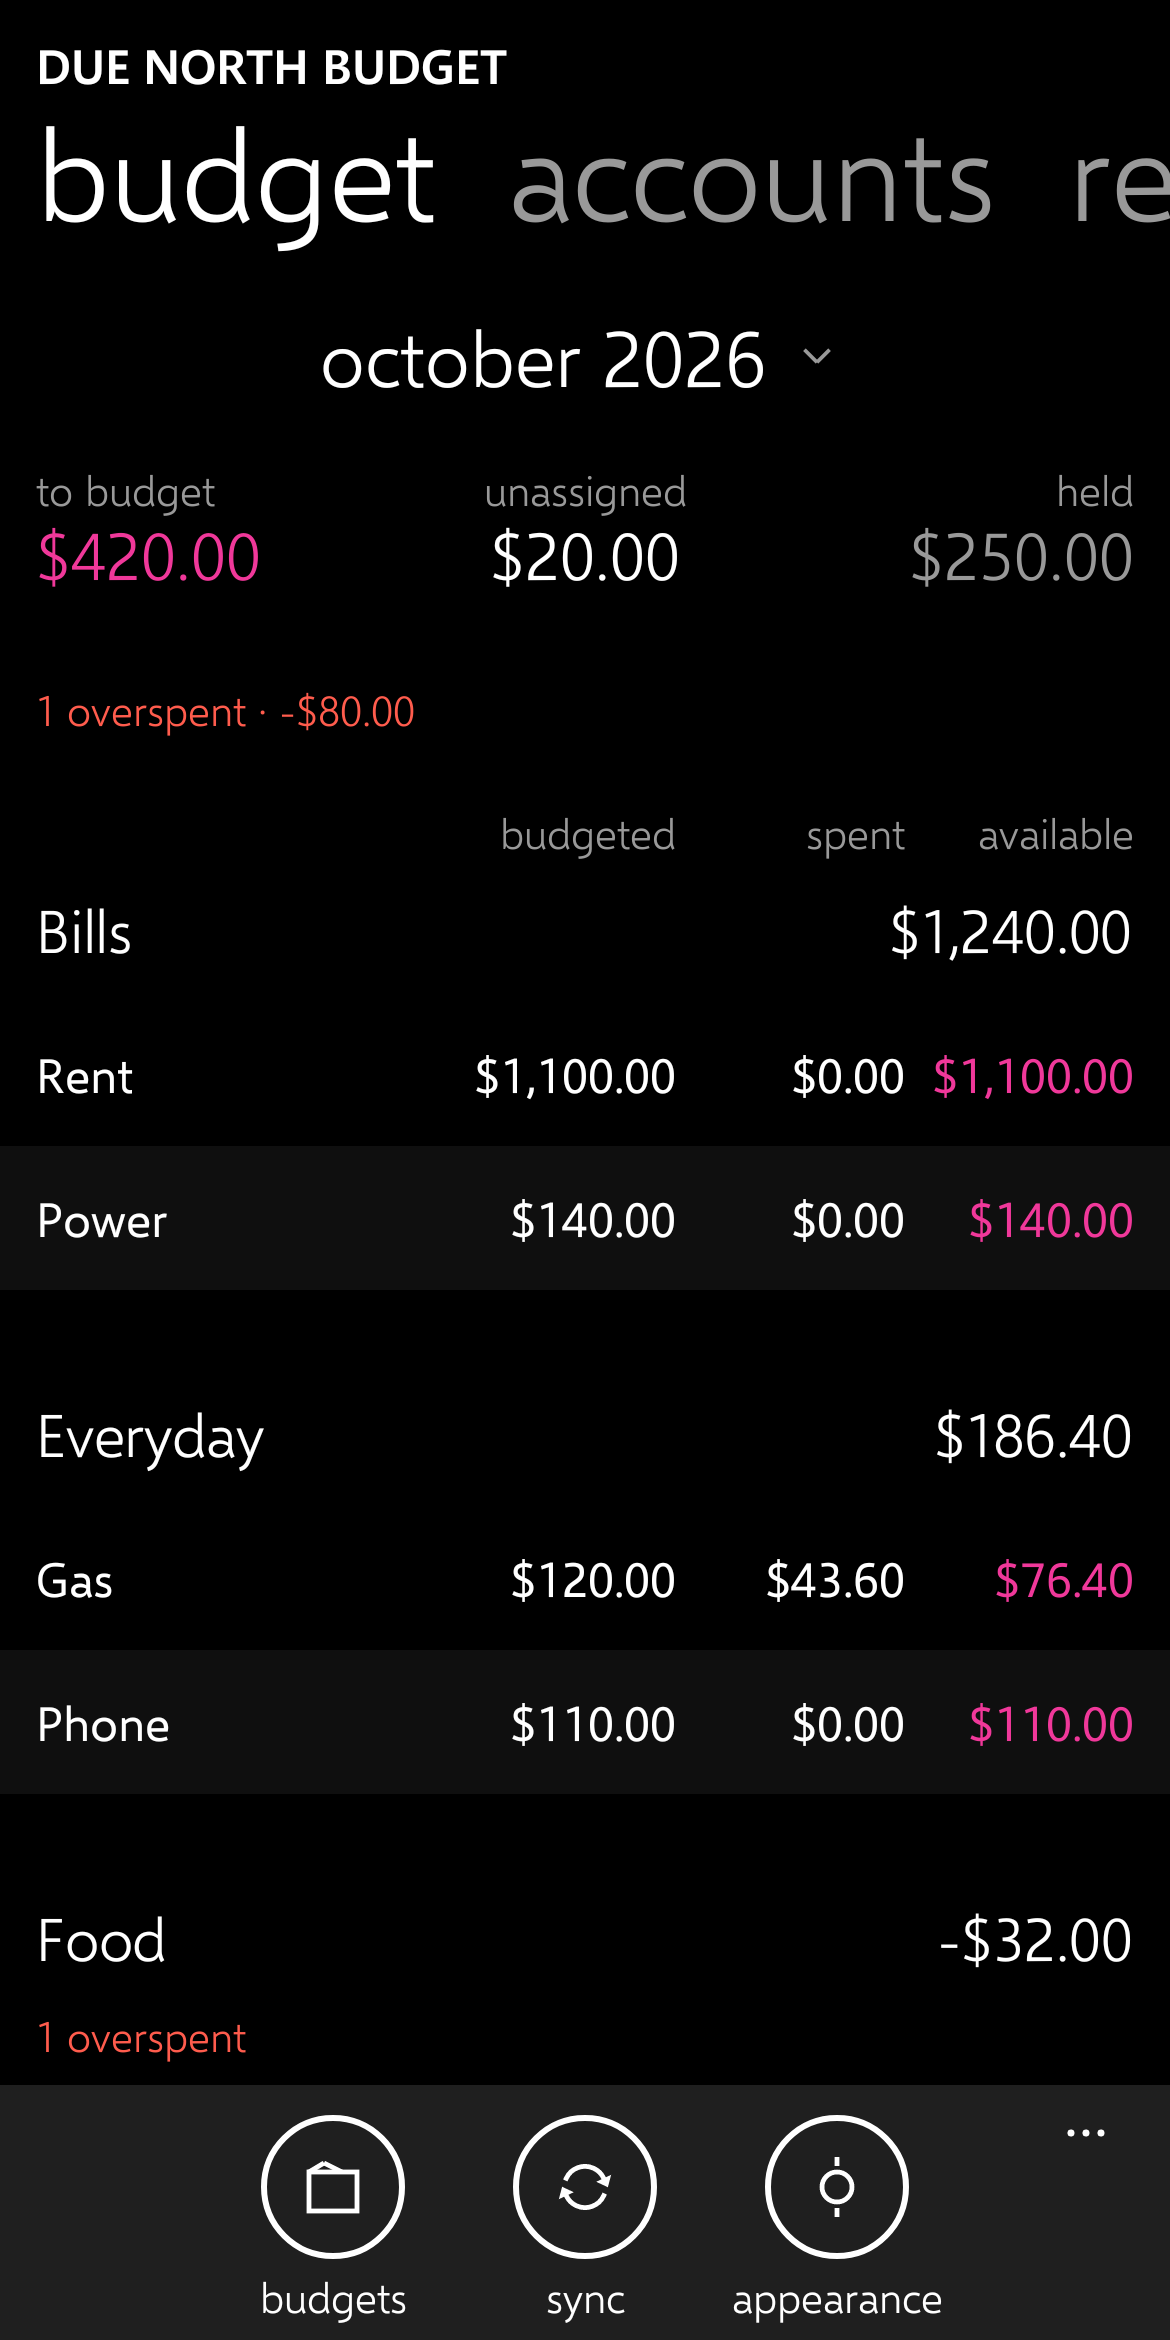 DUE NORTH BUDGET
budget accounts re
october 2026
to budget unassigned held
$420.00 $20.00 $250.00
1 overspent · -$80.00
budgeted spent available
Bills $1,240.00
Rent $1,100.00 $0.00 $1,100.00
Power $140.00 $0.00 $140.00
Everyday $186.40
Gas $120.00 $43.60 $76.40
Phone $110.00 $0.00 $110.00
Food -$32.00
1 overspent
...
budgets sync appearance